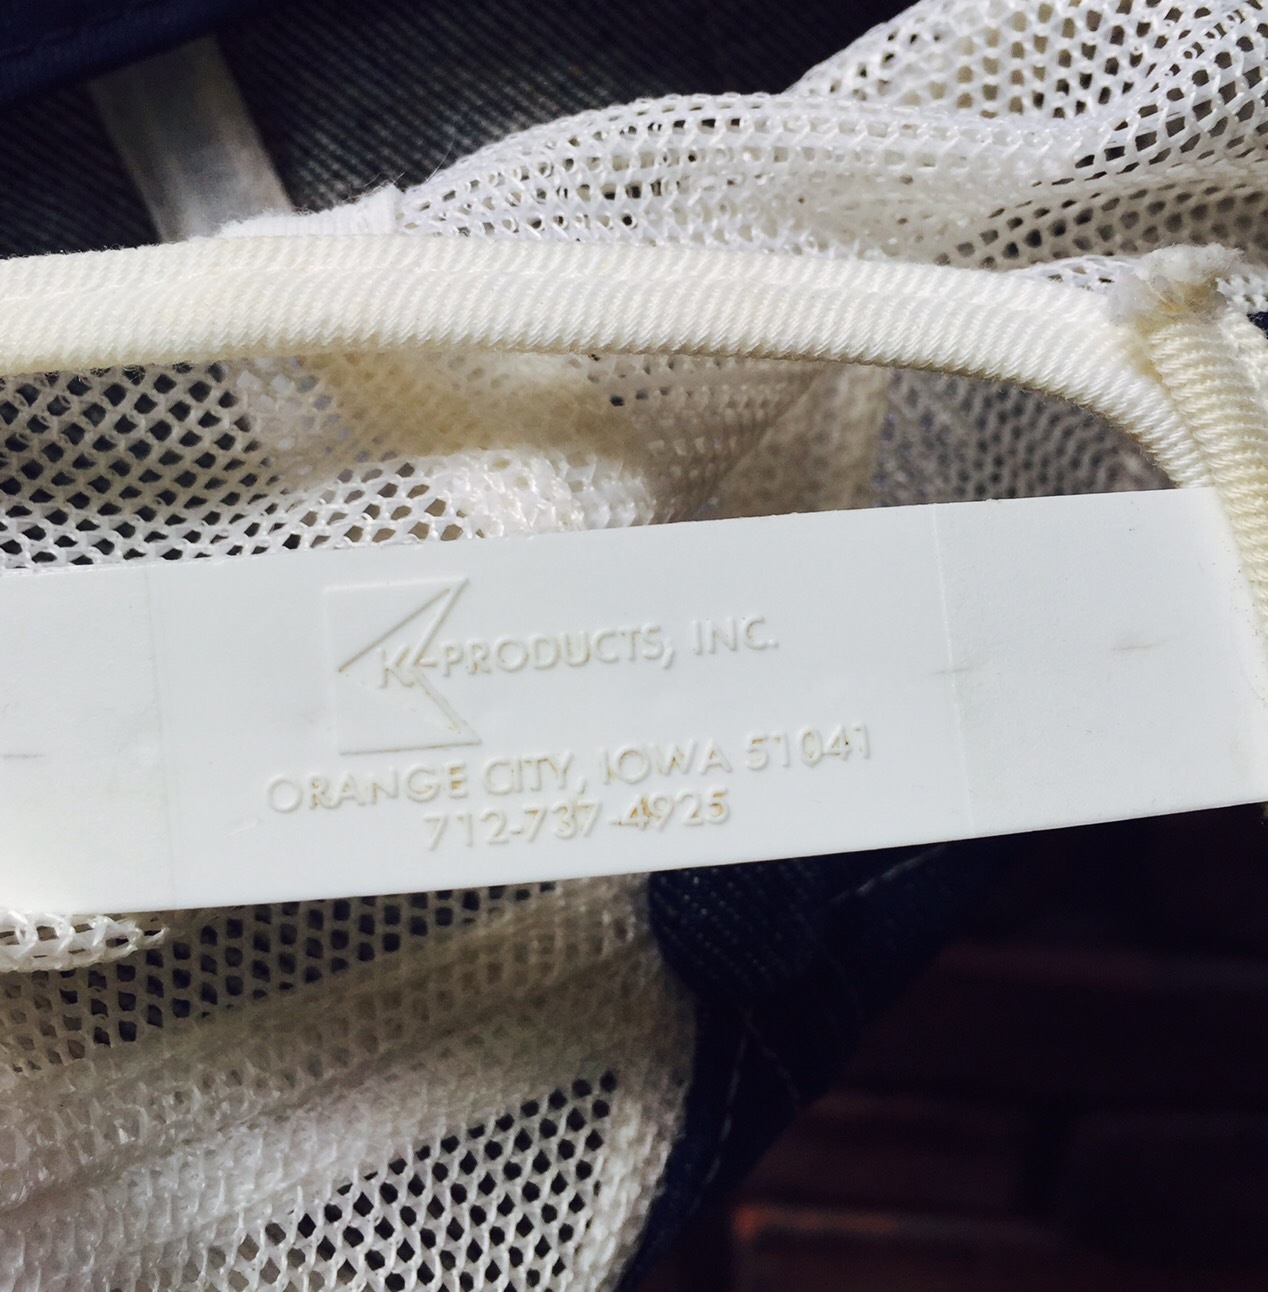 K-PRODUCTS, INC.
ORANGE CITY, IOWA 51041
712-737-4925